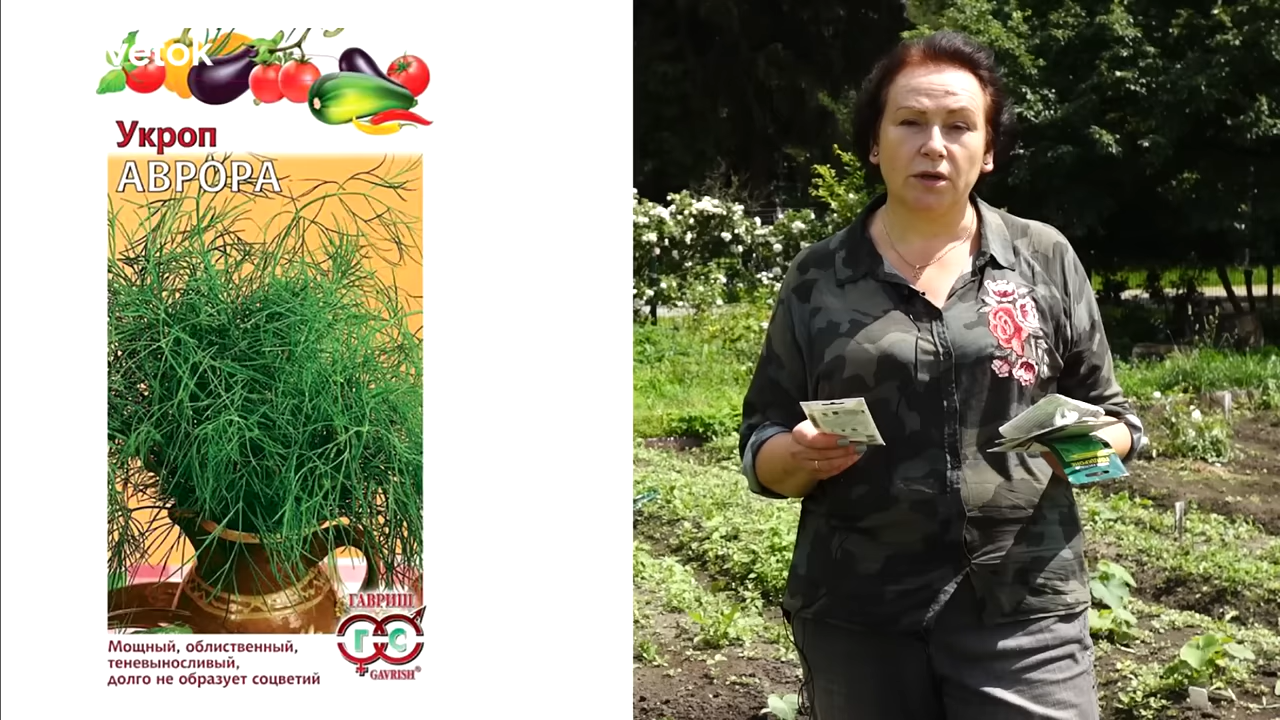 vetok
Укроп
АВРОРА
ГАВРИШ
ГС
GAVRISH®
Мощный, облиственный,
теневыносливый,
долго не образует соцветий